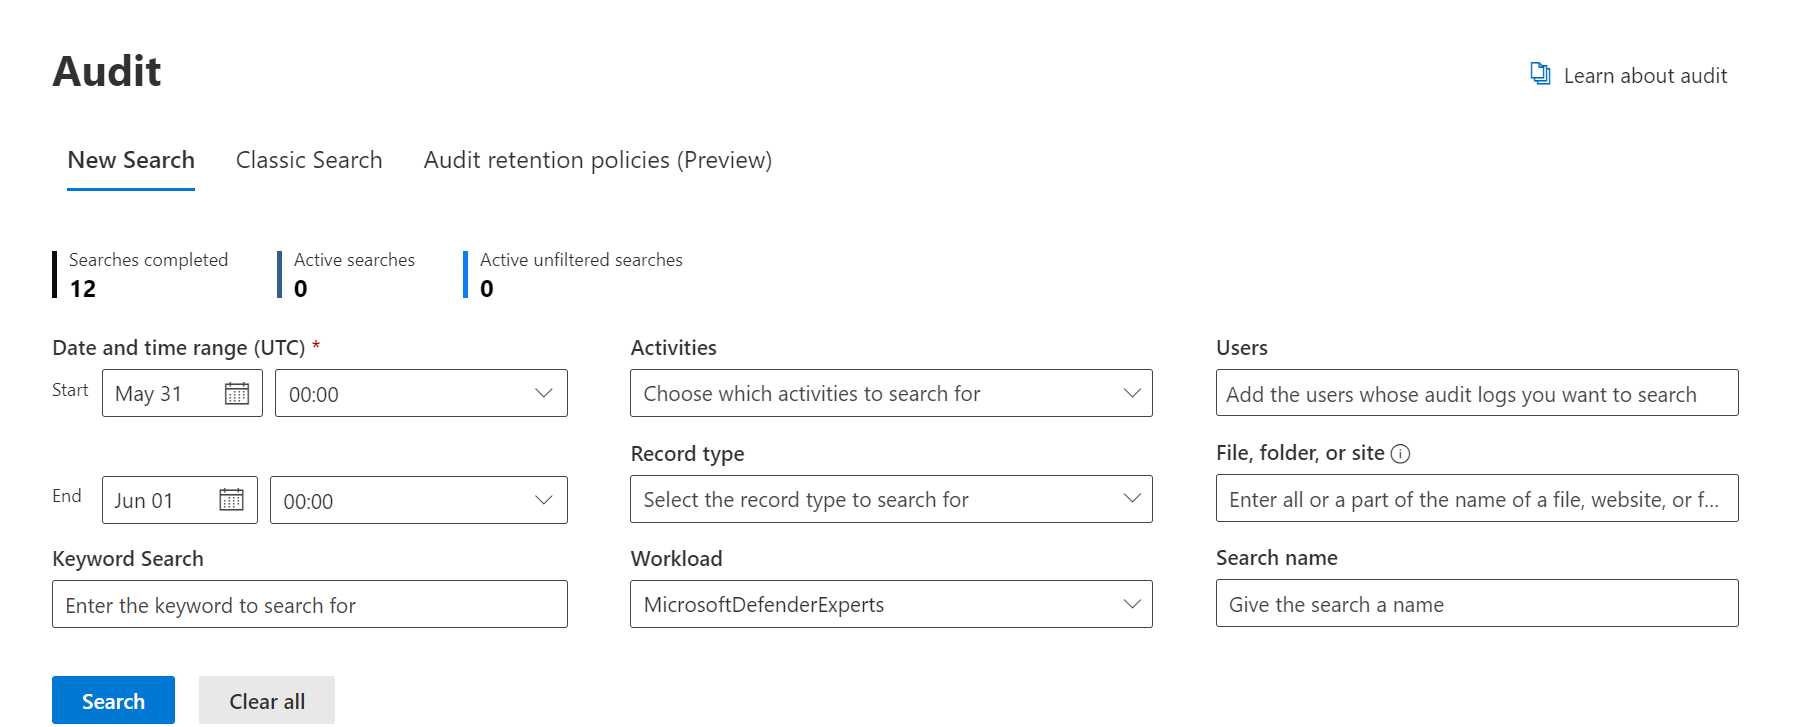 Audit
Learn about audit
New Search
Classic Search
Audit retention policies (Preview)
Searches completed
12
Active searches
0
Active unfiltered searches
0
Date and time range (UTC) *
Start
May 31
00:00
End
Jun 01
00:00
Keyword Search
Enter the keyword to search for
Activities
Choose which activities to search for
Record type
Select the record type to search for
Workload
MicrosoftDefenderExperts
Users
Add the users whose audit logs you want to search
File, folder, or site
Enter all or a part of the name of a file, website, or f...
Search name
Give the search a name
Search
Clear all